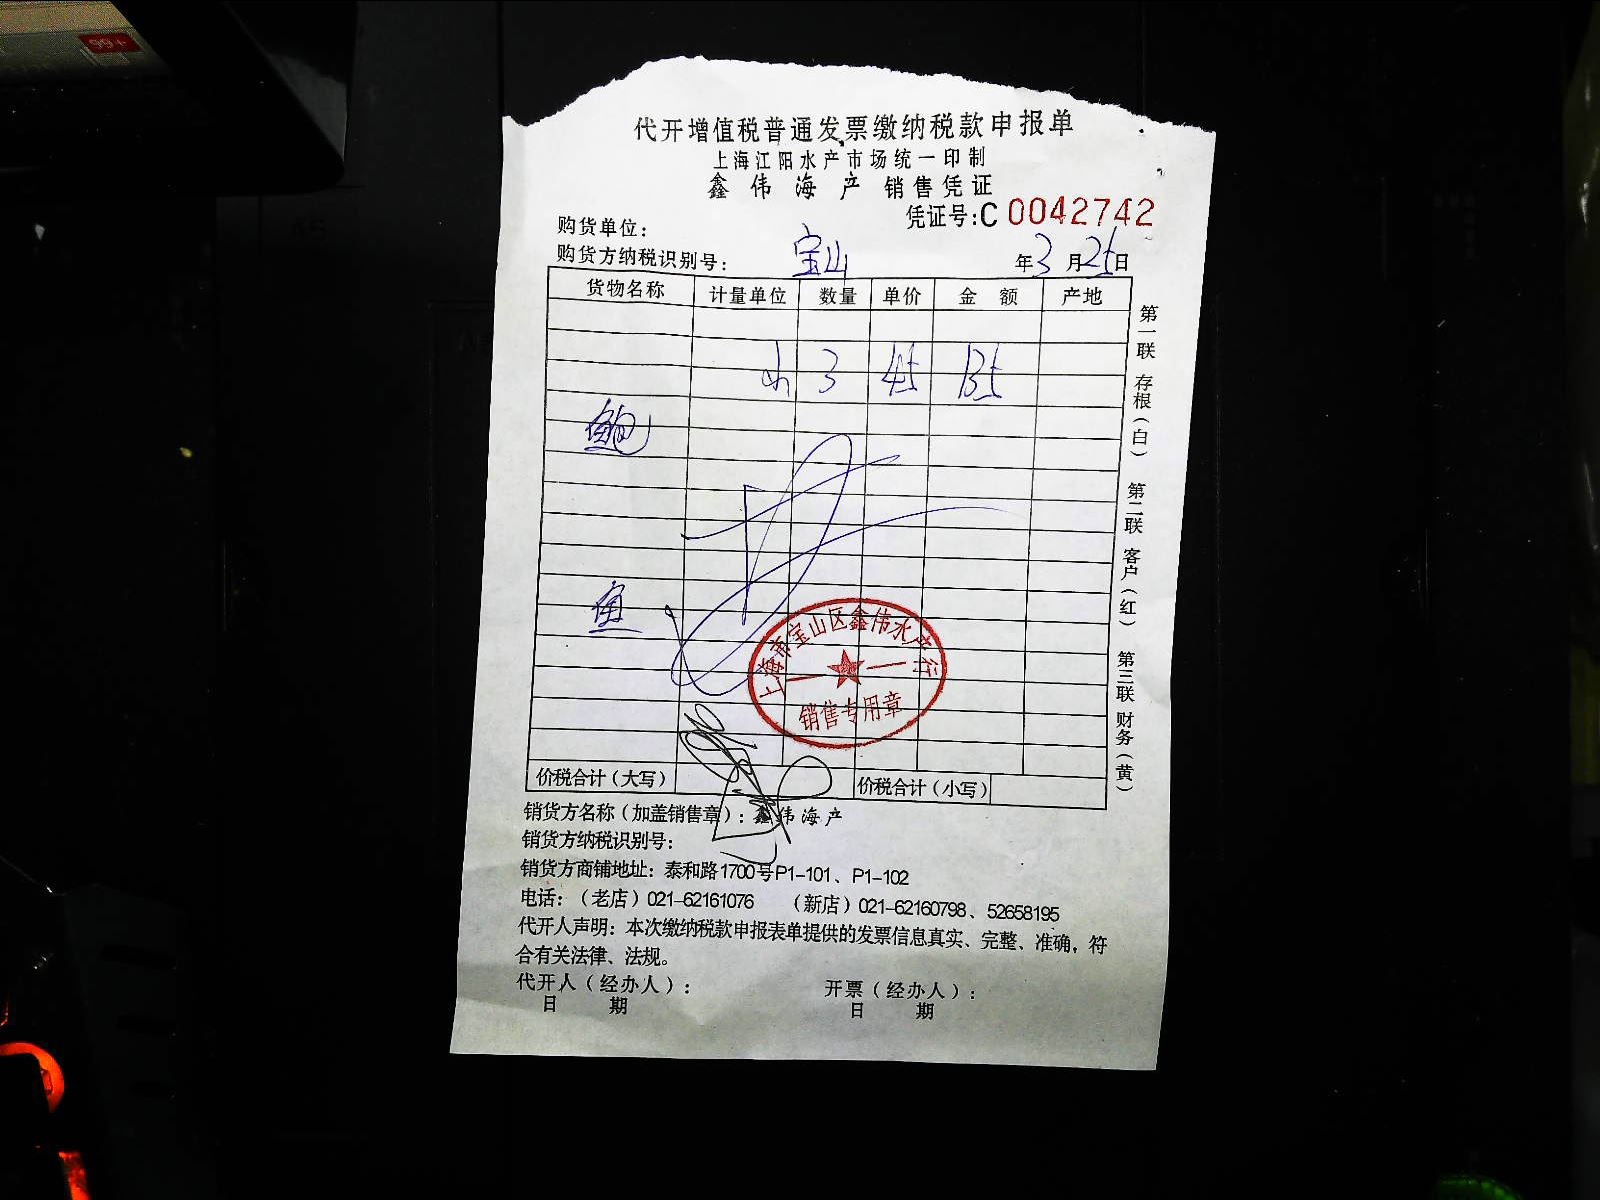 99+
代开增值税普通发票缴纳税款申报单
上海江阳水产市场统一印制
鑫伟海产 销售凭证
凭证号:C 0042742
购货单位:
购货方纳税识别号: 宝山 年3月25日
货物名称 计量单位 数量 单价 金额 产地
3 45 135
鲍
鱼
上海市宝山区鑫伟水产行
销售专用章
价税合计(大写) 价税合计(小写)
销货方名称(加盖销售章):鑫伟海产
销货方纳税识别号:
销货方商铺地址:泰和路1700号P1-101、P1-102
电话:(老店)021-62161076 (新店)021-62160798、52658195
代开人声明:本次缴纳税款申报表单提供的发票信息真实、完整、准确,符
合有关法律、法规。
代开人(经办人): 开票(经办人):
日 期 日 期
第一联 存根(白) 第二联 客户(红) 第三联 财务(黄)